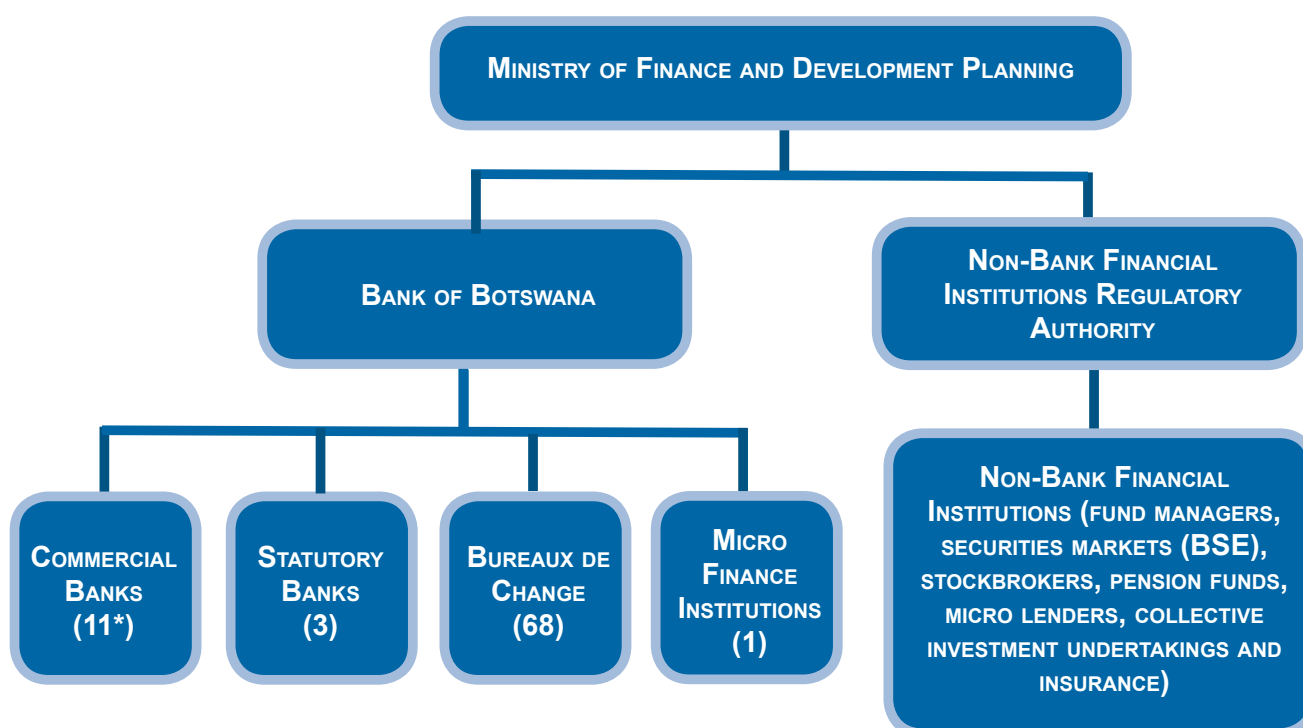 Ministry of Finance and Development Planning
Bank of Botswana
Non-Bank Financial
Institutions Regulatory
Authority
Commercial
Banks
(11*)
Statutory
Banks
(3)
Bureaux de
Change
(68)
Micro
Finance
Institutions
(1)
Non-Bank Financial
Institutions (fund managers,
securities markets (BSE),
stockbrokers, pension funds,
micro lenders, collective
investment undertakings and
insurance)